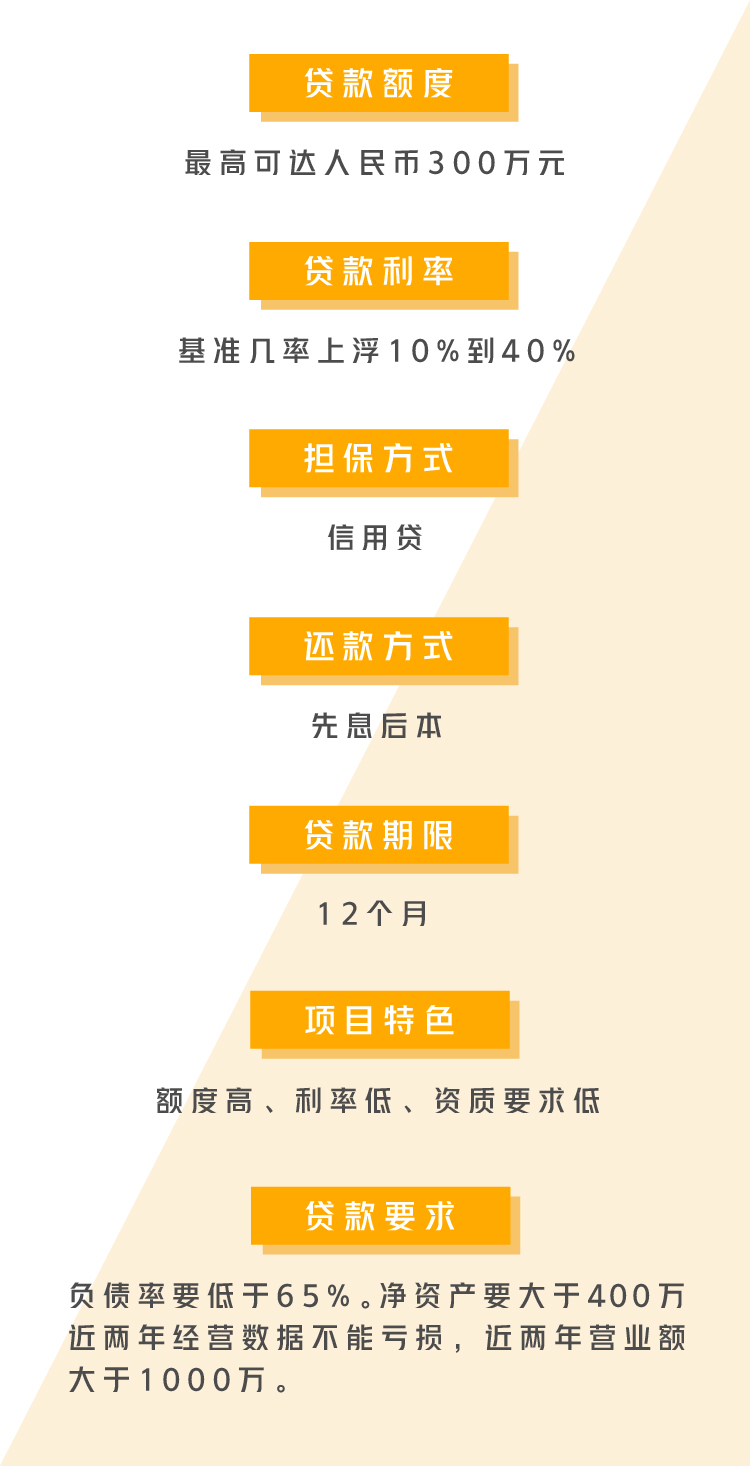 贷款额度
最高可达人民币300万元
贷款利率
基准几率上浮10%到40%
担保方式
信用贷
还款方式
先息后本
贷款期限
12个月
项目特色
额度高、利率低、资质要求低
贷款要求
负债率要低于65%。净资产要大于400万
近两年经营数据不能亏损，近两年营业额
大于1000万。